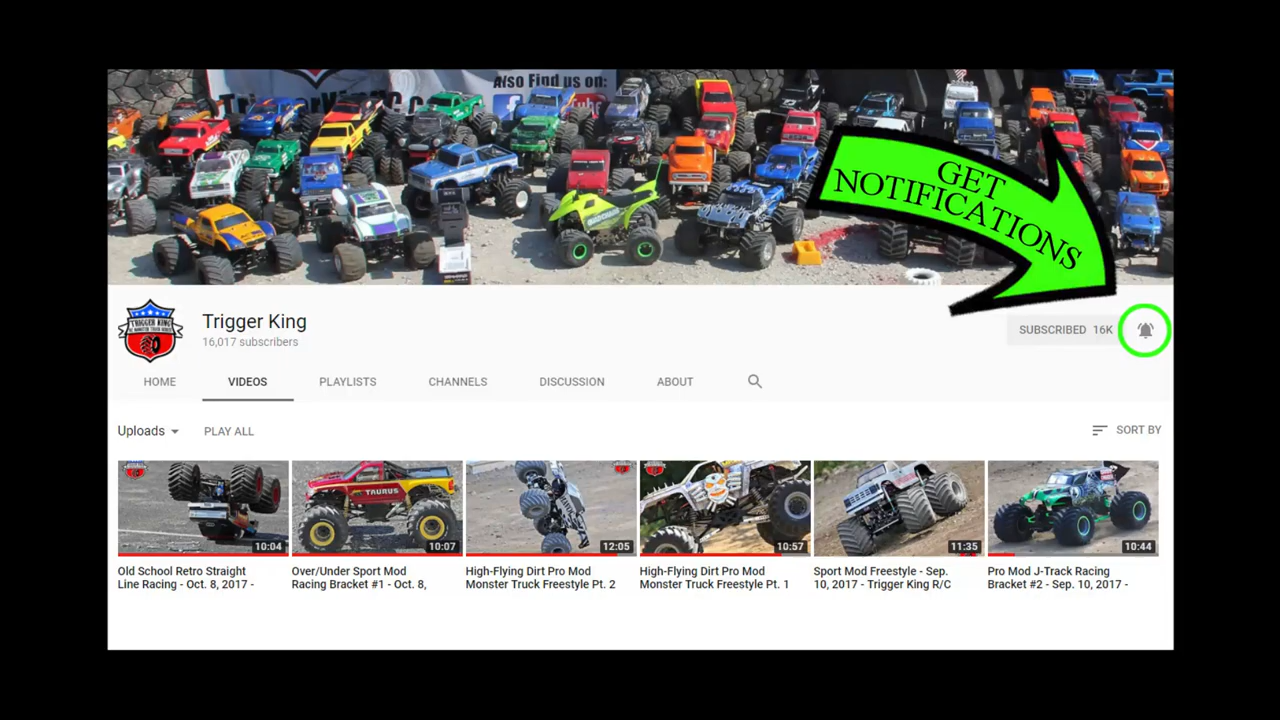 Also Find us on:
GET
NOTIFICATIONS
TRIGGER KING
Trigger King
16,017 subscribers
SUBSCRIBED 16K
HOME
VIDEOS
PLAYLISTS
CHANNELS
DISCUSSION
ABOUT
Uploads
PLAY ALL
SORT BY
TAURUS
10:04
10:07
12:05
10:57
11:35
10:44
Old School Retro Straight
Line Racing - Oct. 8, 2017 -
Over/Under Sport Mod
Racing Bracket #1 - Oct. 8,
High-Flying Dirt Pro Mod
Monster Truck Freestyle Pt. 2
High-Flying Dirt Pro Mod
Monster Truck Freestyle Pt. 1
Sport Mod Freestyle - Sep.
10, 2017 - Trigger King R/C
Pro Mod J-Track Racing
Bracket #2 - Sep. 10, 2017 -